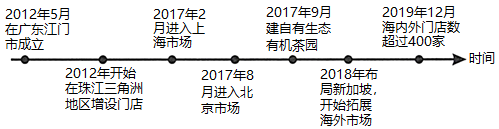 2012年5月
在广东江门
市成立
2012年开始
在珠江三角洲
地区增设门店
2017年2
月进入上
海市场
2017年8
月进入北
京市场
2017年9月
建自有生态
有机茶园
2018年布
局新加坡，
开始拓展
海外市场
2019年12月
海内外门店数
超过400家
时间